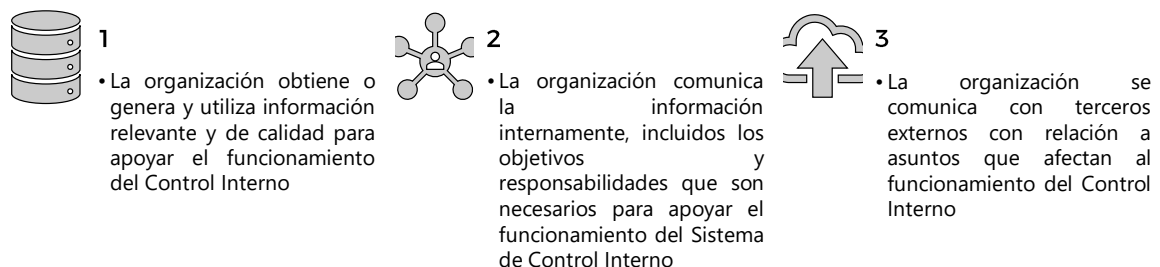 1
• La organización obtiene o
genera y utiliza información
relevante y de calidad para
apoyar el funcionamiento
del Control Interno
2
• La organización comunica
la información
internamente, incluidos los
objetivos y
responsabilidades que son
necesarios para apoyar el
funcionamiento del Sistema
de Control Interno
3
• La organización se
comunica con terceros
externos con relación a
asuntos que afectan al
funcionamiento del Control
Interno